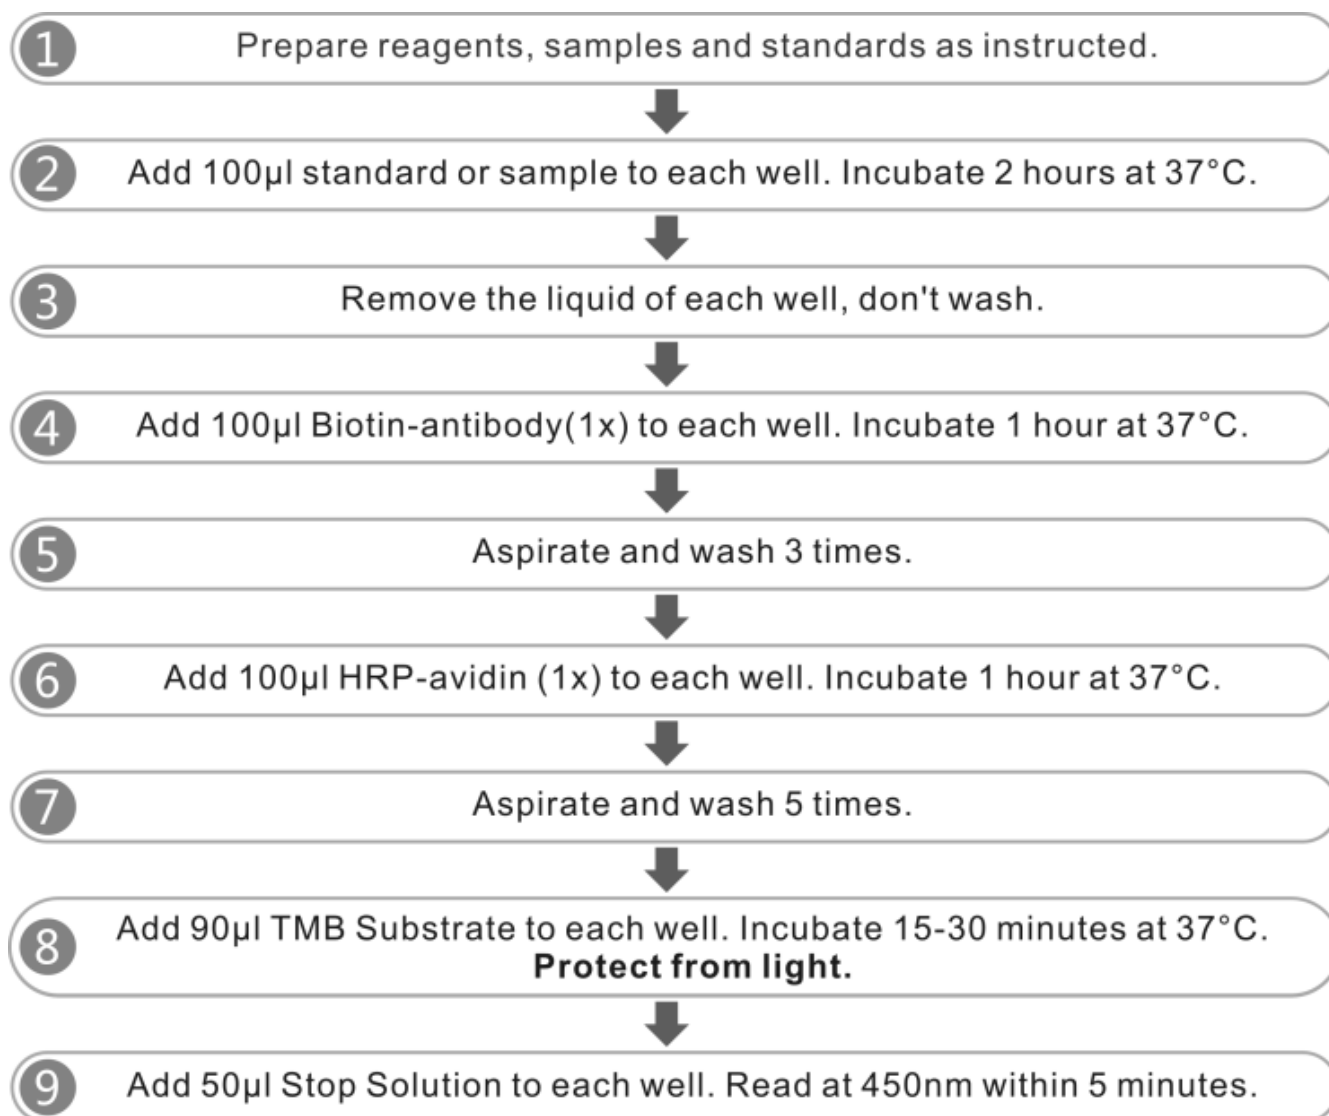 1 Prepare reagents, samples and standards as instructed.
2 Add 100µl standard or sample to each well. Incubate 2 hours at 37°C.
3 Remove the liquid of each well, don't wash.
4 Add 100µl Biotin-antibody(1x) to each well. Incubate 1 hour at 37°C.
5 Aspirate and wash 3 times.
6 Add 100µl HRP-avidin (1x) to each well. Incubate 1 hour at 37°C.
7 Aspirate and wash 5 times.
8 Add 90µl TMB Substrate to each well. Incubate 15-30 minutes at 37°C.
Protect from light.
9 Add 50µl Stop Solution to each well. Read at 450nm within 5 minutes.